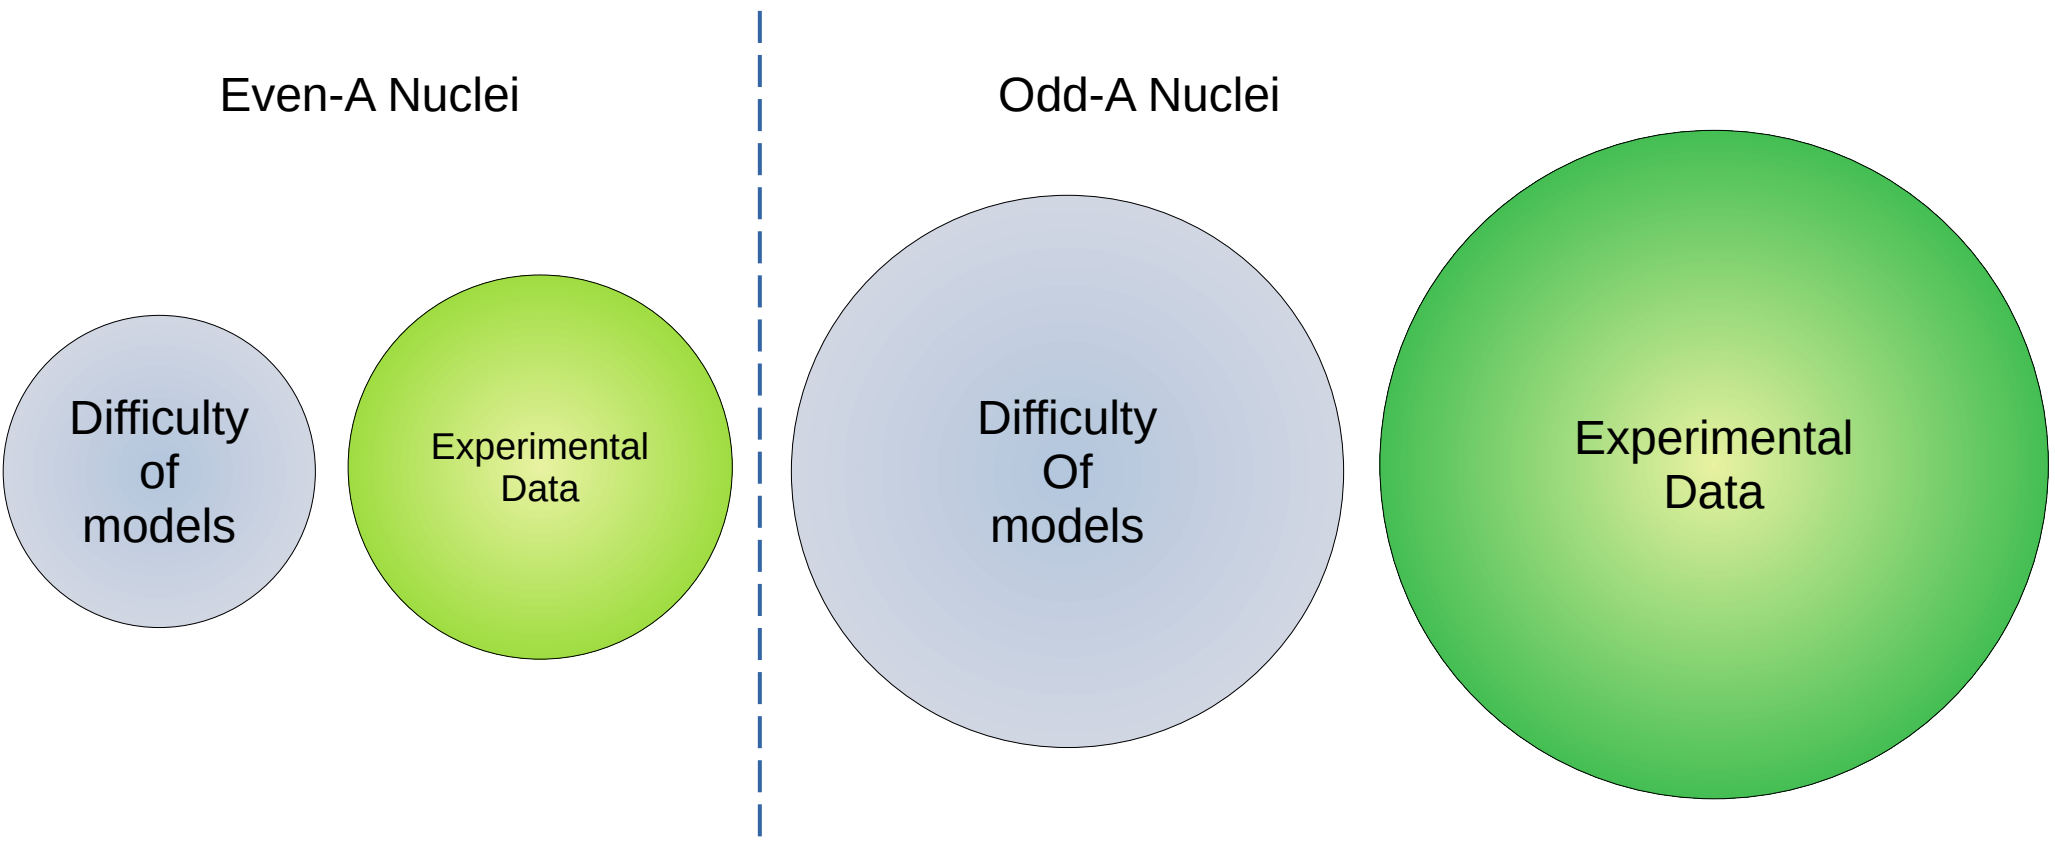 Even-A Nuclei
Difficulty
of
models
Experimental
Data
Odd-A Nuclei
Difficulty
Of
models
Experimental
Data